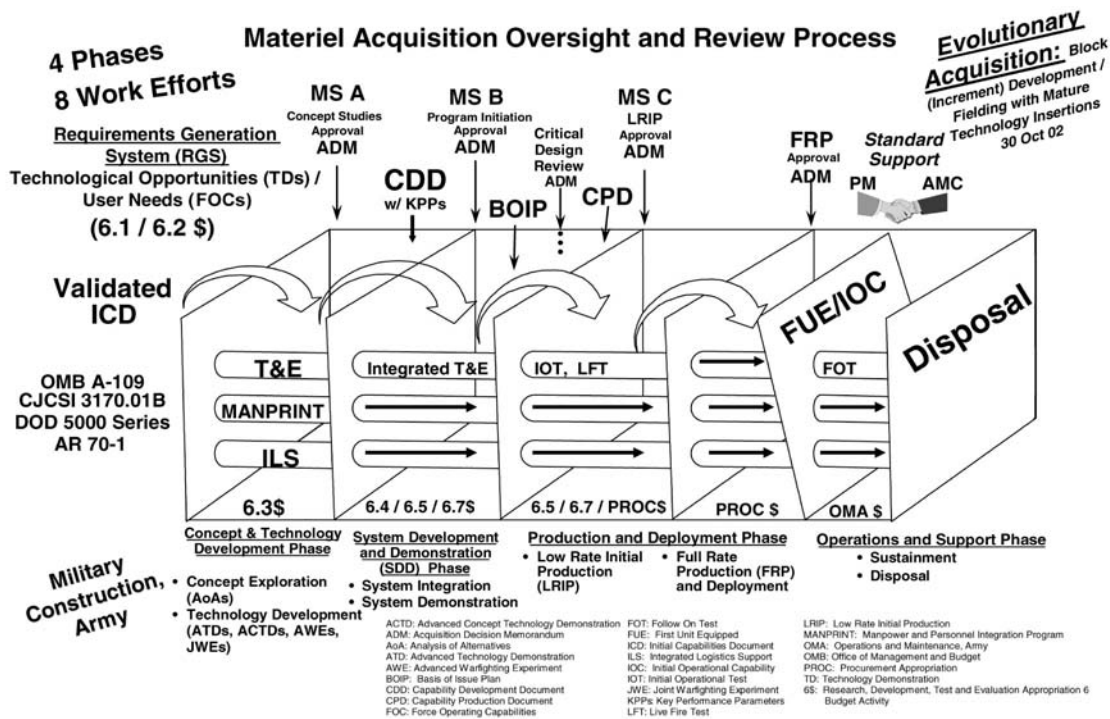 Materiel Acquisition Oversight and Review Process
4 Phases
8 Work Efforts
Evolutionary
Acquisition: Block
(Increment) Development /
Fielding with Mature
Technology Insertions
30 Oct 02
Requirements Generation
System (RGS)
Technological Opportunities (TDs) /
User Needs (FOCs)
(6.1 / 6.2 $)
MS A
Concept Studies
Approval
ADM
CDD
w/ KPPs
MS B
Program Initiation
Approval
ADM
BOIP
Critical
Design
Review
ADM
CPD
MS C
LRIP
Approval
ADM
FRP
Approval
ADM
Standard
Support
PM
AMC
Validated
ICD
OMB A-109
CJCSI 3170.01B
DOD 5000 Series
AR 70-1
T&E
MANPRINT
ILS
Integrated T&E
IOT, LFT
FUE/IOC
FOT
Disposal
6.3$
6.4 / 6.5 / 6.7$
6.5 / 6.7 / PROC$
PROC $
OMA $
Military
Construction,
Army
Concept & Technology
Development Phase
• Concept Exploration
(AoAs)
• Technology Development
(ATDs, ACTDs, AWEs,
JWEs)
System Development
and Demonstration
(SDD) Phase
• System Integration
• System Demonstration
Production and Deployment Phase
• Low Rate Initial
Production
(LRIP)
• Full Rate
Production (FRP)
and Deployment
Operations and Support Phase
• Sustainment
• Disposal
ACTD: Advanced Concept Technology Demonstration
ADM: Acquisition Decision Memorandum
AoA: Analysis of Alternatives
ATD: Advanced Technology Demonstration
AWE: Advanced Warfighting Experiment
BOIP: Basis of Issue Plan
CDD: Capability Development Document
CPD: Capability Production Document
FOC: Force Operating Capabilities
FOT: Follow On Test
FUE: First Unit Equipped
ICD: Initial Capabilities Document
ILS: Integrated Logistics Support
IOC: Initial Operational Capability
IOT: Initial Operational Test
JWE: Joint Warfighting Experiment
KPPs: Key Performance Parameters
LFT: Live Fire Test
LRIP: Low Rate Initial Production
MANPRINT: Manpower and Personnel Integration Program
OMA: Operations and Maintenance, Army
OMB: Office of Management and Budget
PROC: Procurement Appropriation
TD: Technology Demonstration
6$: Research, Development, Test and Evaluation Appropriation 6
Budget Activity